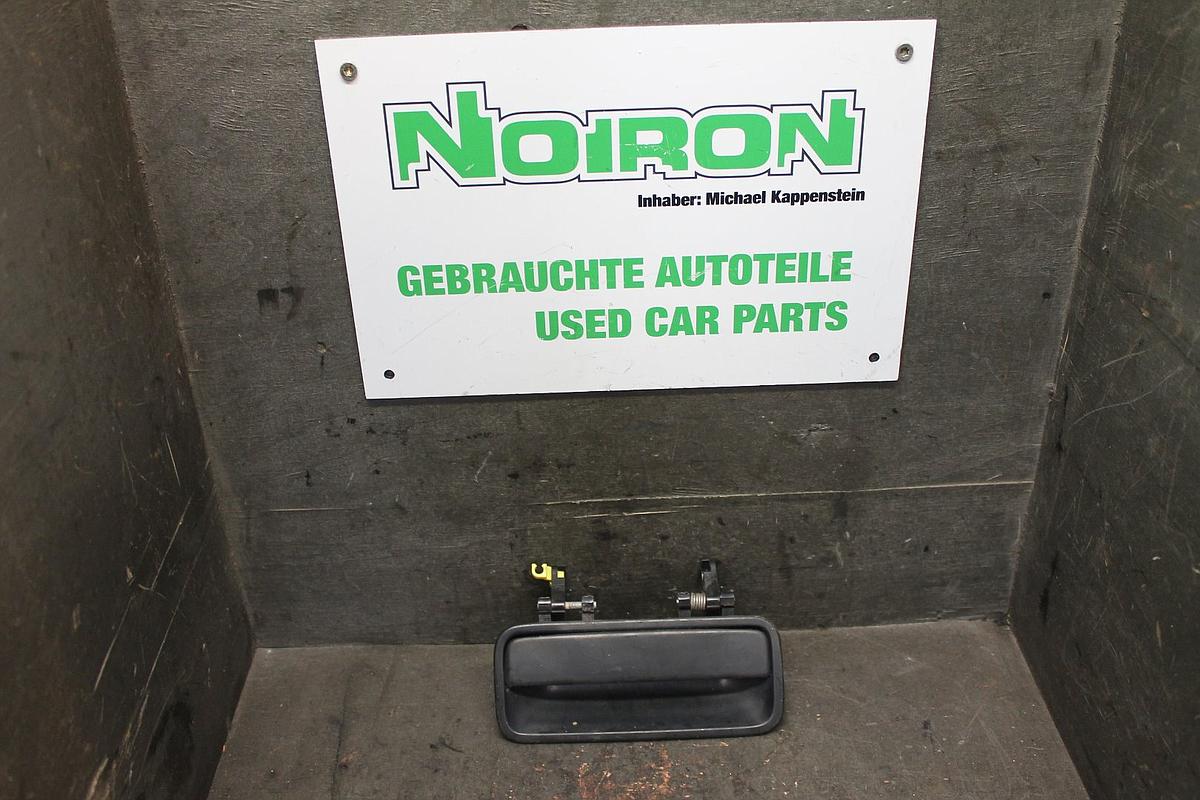 NOIRON
Inhaber: Michael Kappenstein
GEBRAUCHTE AUTOTEILE
USED CAR PARTS